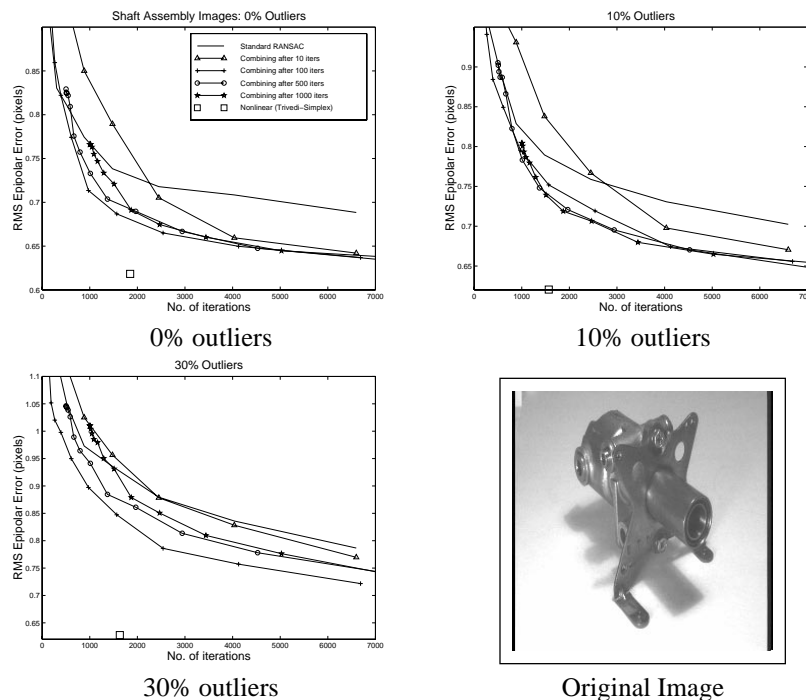 Shaft Assembly Images: 0% Outliers
RMS Epipolar Error (pixels)
0.85
0.8
0.75
0.7
0.65
0.6
Standard RANSAC
Combining after 10 iters
Combining after 100 iters
Combining after 500 iters
Combining after 1000 iters
Nonlinear (Trivedi-Simplex)
0 1000 2000 3000 4000 5000 6000 7000
No. of iterations
0% outliers
10% Outliers
RMS Epipolar Error (pixels)
0.9
0.85
0.8
0.75
0.7
0.65
0 1000 2000 3000 4000 5000 6000 7000
No. of iterations
10% outliers
30% Outliers
RMS Epipolar Error (pixels)
1.1
1.05
1
0.95
0.9
0.85
0.8
0.75
0.7
0.65
0 1000 2000 3000 4000 5000 6000 7000
No. of iterations
30% outliers
Original Image